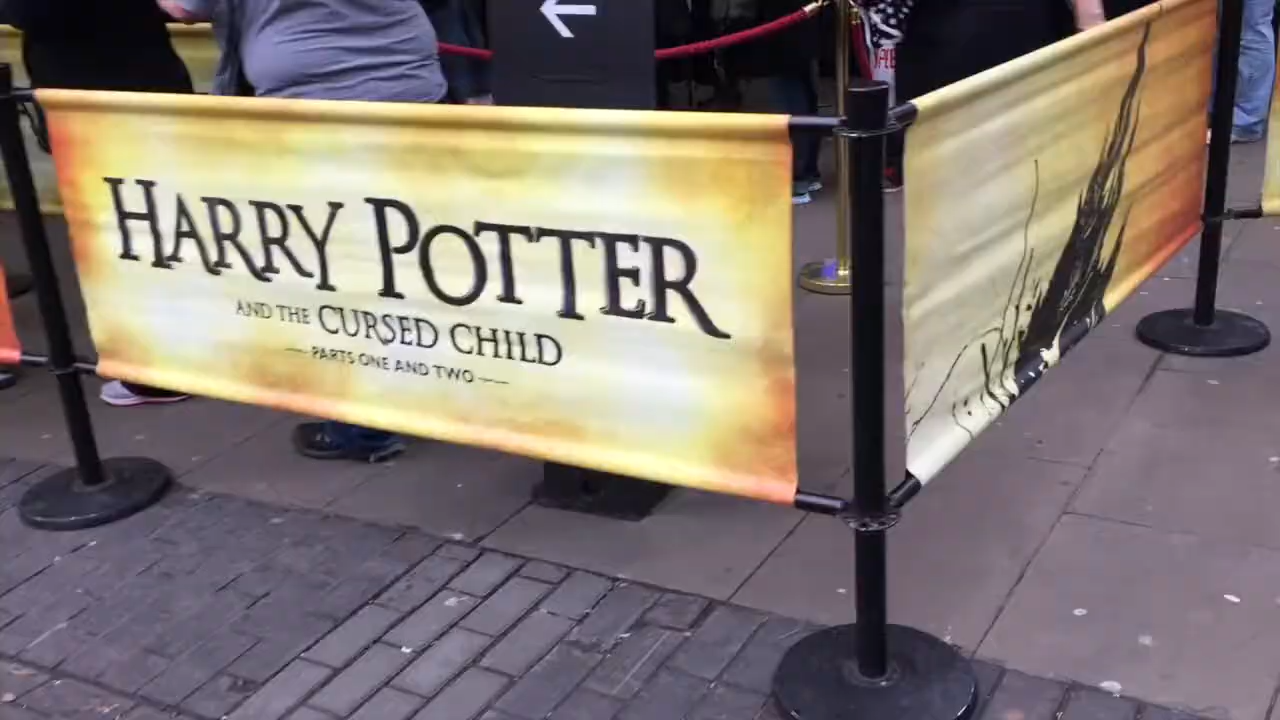 HARRY POTTER
AND THE CURSED CHILD
PARTS ONE AND TWO